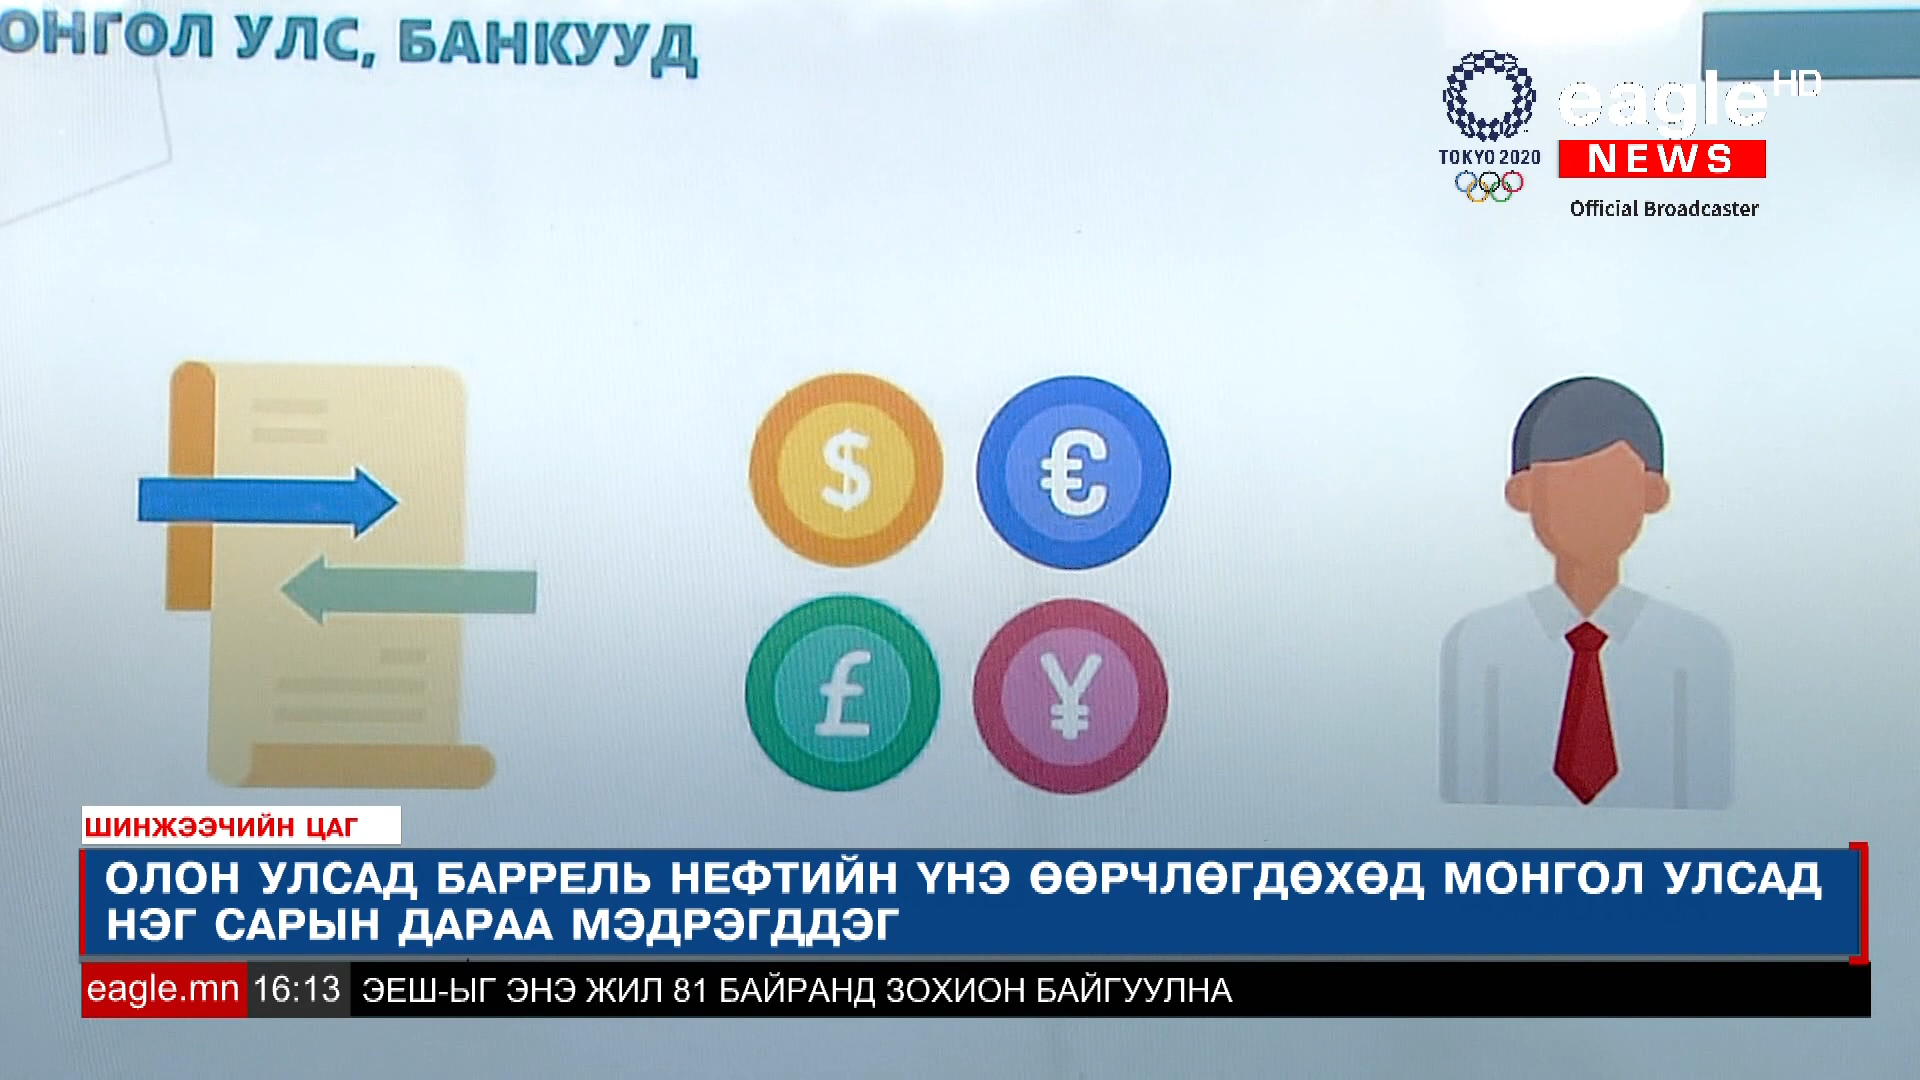 ОНГОЛ УЛС, БАНКУУД
TOKYO 2020
eagle HD
NEWS
Official Broadcaster
$ €
£ ¥
ШИНЖЭЭЧИЙН ЦАГ
ОЛОН УЛСАД БАРРЕЛЬ НЕФТИЙН ҮНЭ ӨӨРЧЛӨГДӨХӨД МОНГОЛ УЛСАД
НЭГ САРЫН ДАРАА МЭДРЭГДДЭГ
eagle.mn 16:13 ЭЕШ-ЫГ ЭНЭ ЖИЛ 81 БАЙРАНД ЗОХИОН БАЙГУУЛНА